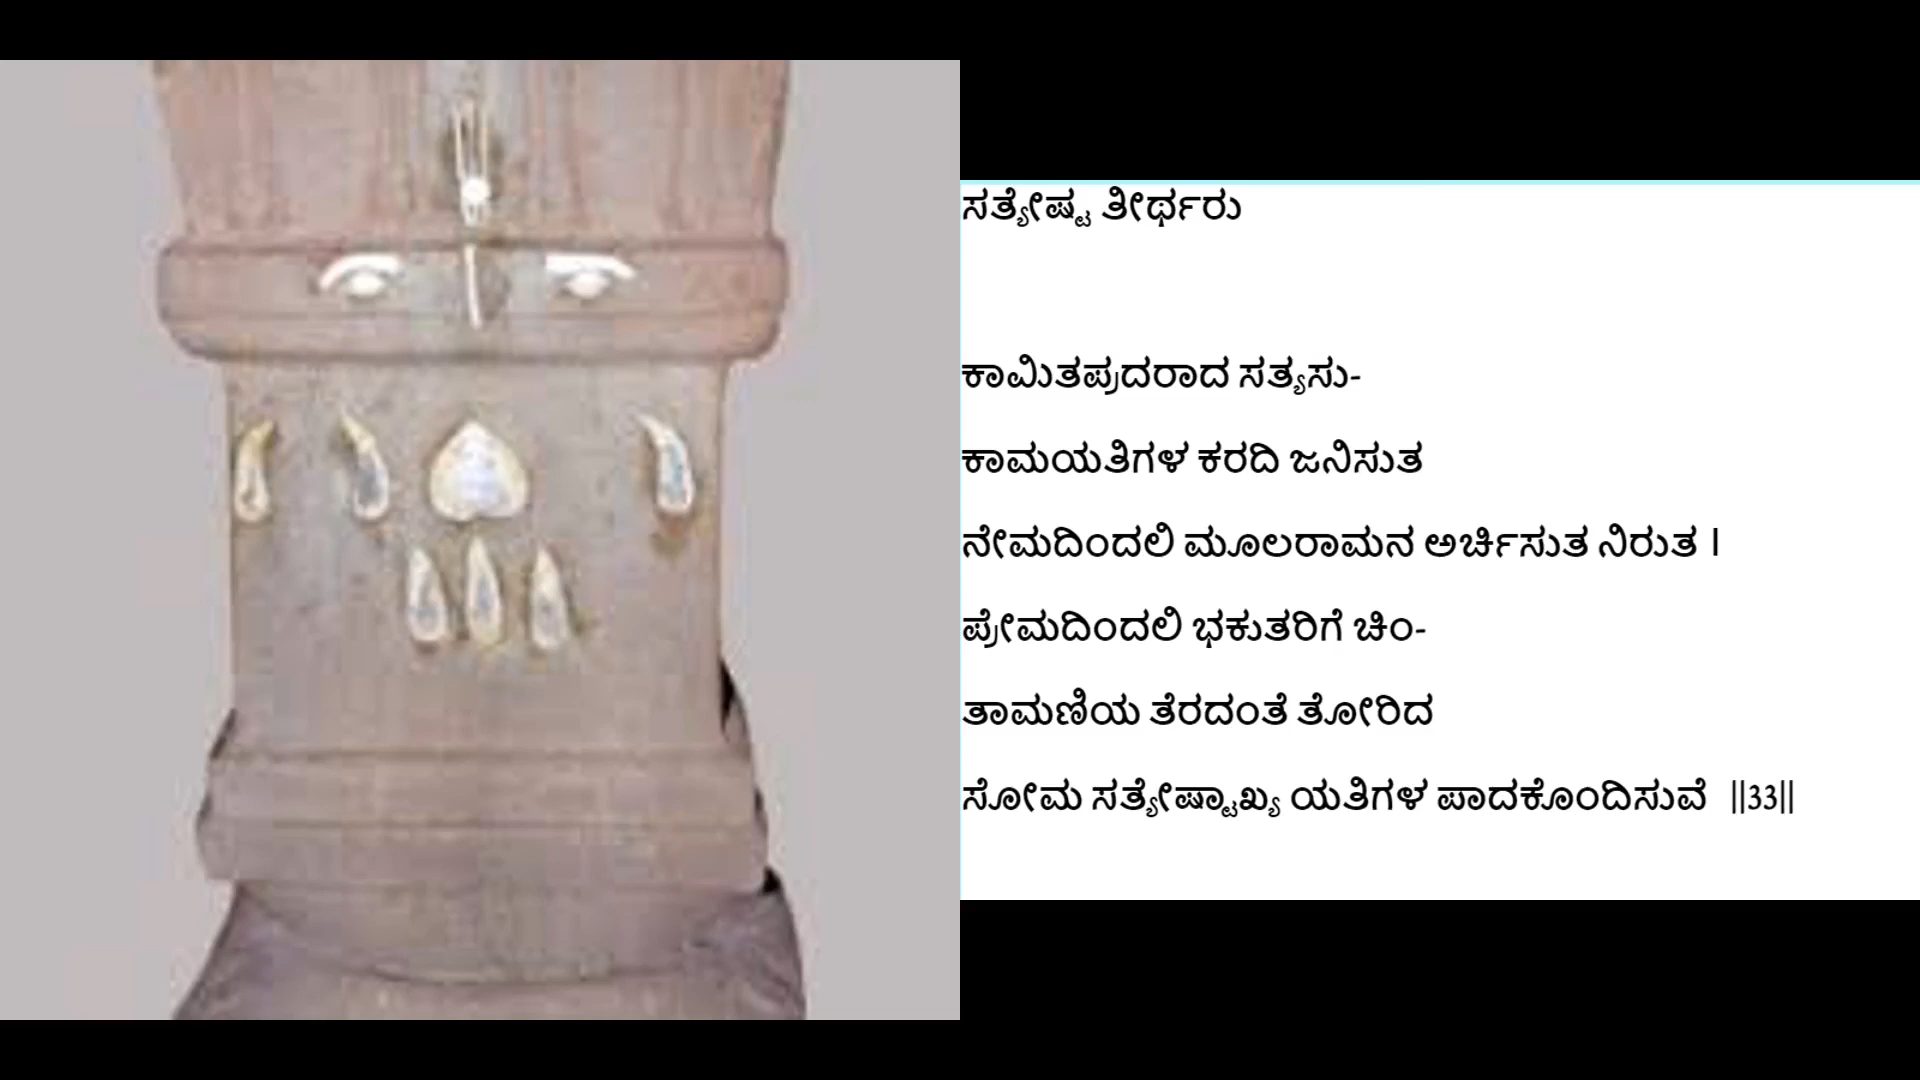 ಸತ್ಯೇಷ್ಟ ತೀರ್ಥರು
ಕಾಮಿತಪ್ರದರಾದ ಸತ್ಯಸು-
ಕಾಮಯತಿಗಳ ಕರದಿ ಜನಿಸುತ
ನೇಮದಿಂದಲಿ ಮೂಲರಾಮನ ಅರ್ಚಿಸುತ ನಿರುತ |
ಪ್ರೇಮದಿಂದಲಿ ಭಕುತರಿಗೆ ಚಿಂ-
ತಾಮಣಿಯ ತೆರದಂತೆ ತೋರಿದ
ಸೋಮ ಸತ್ಯೇಷ್ಟಾಖ್ಯ ಯತಿಗಳ ಪಾದಕೊಂದಿಸುವೆ ||33||